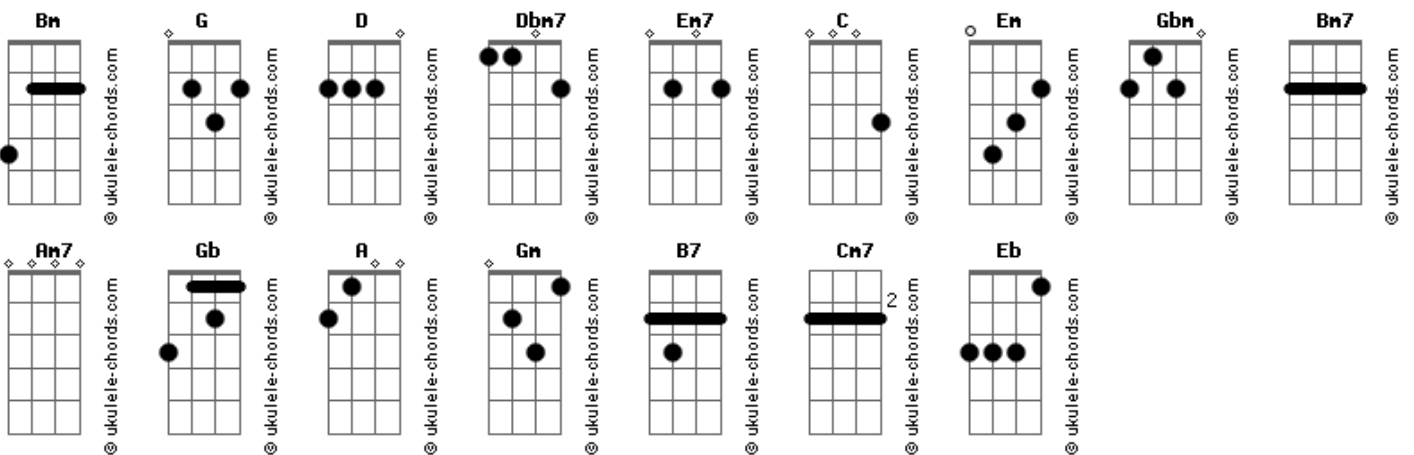 Bm G D Dbm7 Em7 C Em Gbm Bm7
© ukulele-chords.com © ukulele-chords.com © ukulele-chords.com © ukulele-chords.com © ukulele-chords.com © ukulele-chords.com © ukulele-chords.com © ukulele-chords.com © ukulele-chords.com
Am7 Gb A Gm B7 Cm7 Eb
2
© ukulele-chords.com © ukulele-chords.com © ukulele-chords.com © ukulele-chords.com © ukulele-chords.com © ukulele-chords.com © ukulele-chords.com